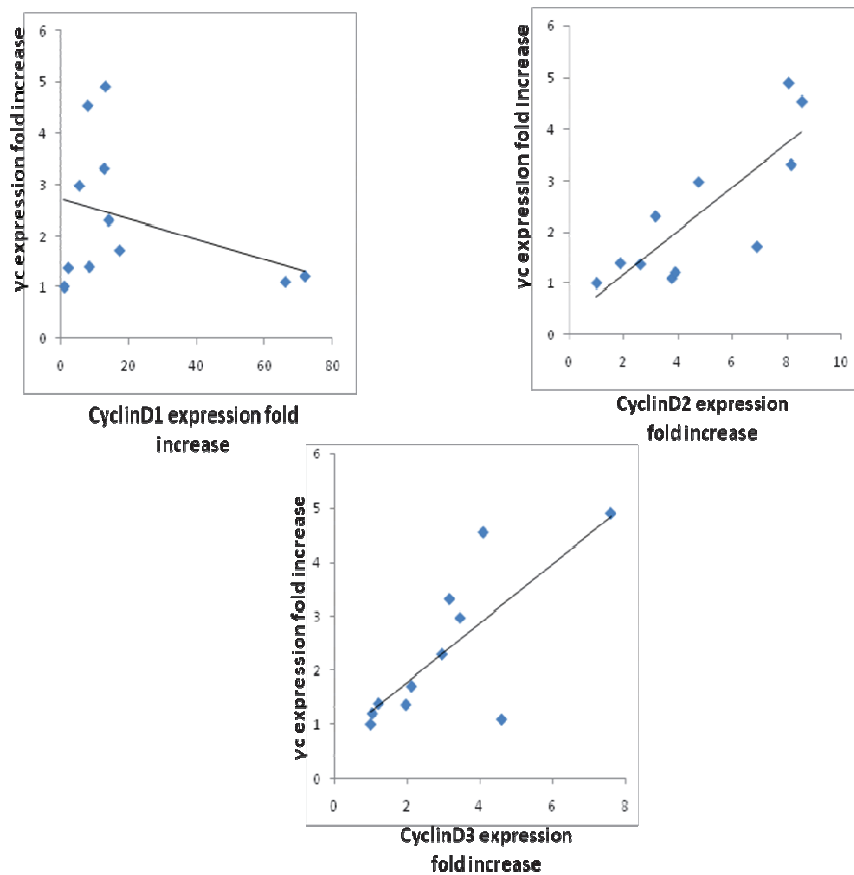 γc expression fold increase
6
5
4
3
2
1
0
0 20 40 60 80
CyclinD1 expression fold
increase
γc expression fold increase
6
5
4
3
2
1
0
0 2 4 6 8 10
CyclinD2 expression
fold increase
γc expression fold increase
6
5
4
3
2
1
0
0 2 4 6 8
CyclinD3 expression
fold increase